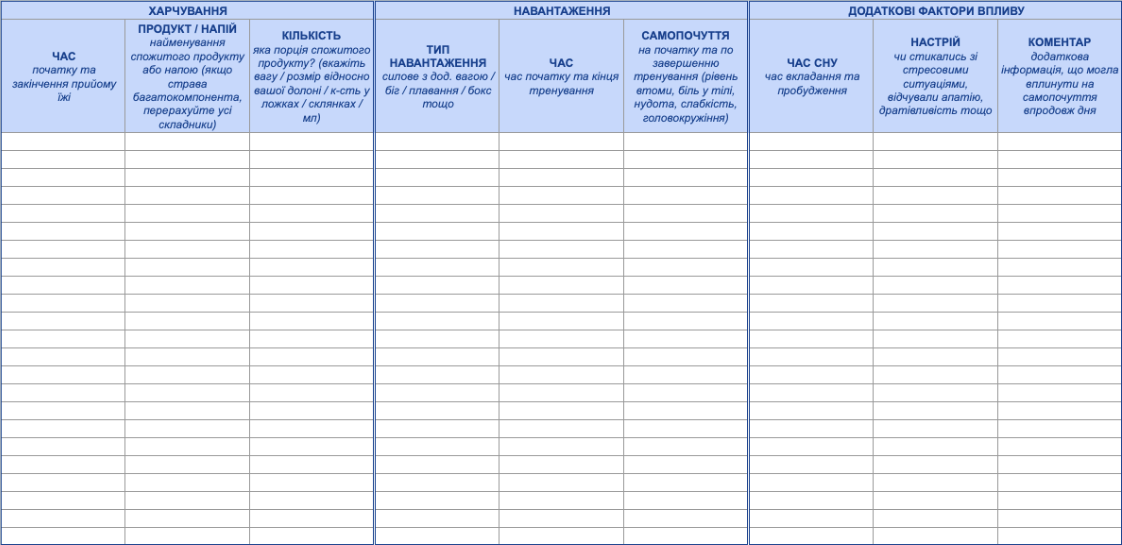 ХАРЧУВАННЯ
НАВАНТАЖЕННЯ
ДОДАТКОВІ ФАКТОРИ ВПЛИВУ
ЧАС
початку та
закінчення прийому
їжі
ПРОДУКТ / НАПІЙ
найменування
спожитого продукту
або напою (якщо
страва
багатокомпонента,
перерахуйте усі
складники)
КІЛЬКІСТЬ
яка порція спожитого
продукту? (вкажіть
вагу / розмір відносно
вашої долоні / к-сть у
ложках / склянках /
мл)
ТИП
НАВАНТАЖЕННЯ
силове з дод. вагою /
біг / плавання / бокс
тощо
ЧАС
час початку та кінця
тренування
САМОПОЧУТТЯ
на початку та по
завершенню
тренування (рівень
втоми, біль у тілі,
нудота, слабкість,
головокружіння)
ЧАС СНУ
час вкладання та
пробудження
НАСТРІЙ
чи стикались зі
стресовими
ситуаціями,
відчували апатію,
дратівливість тощо
КОМЕНТАР
додаткова
інформація, що могла
вплинути на
самопочуття
впродовж дня